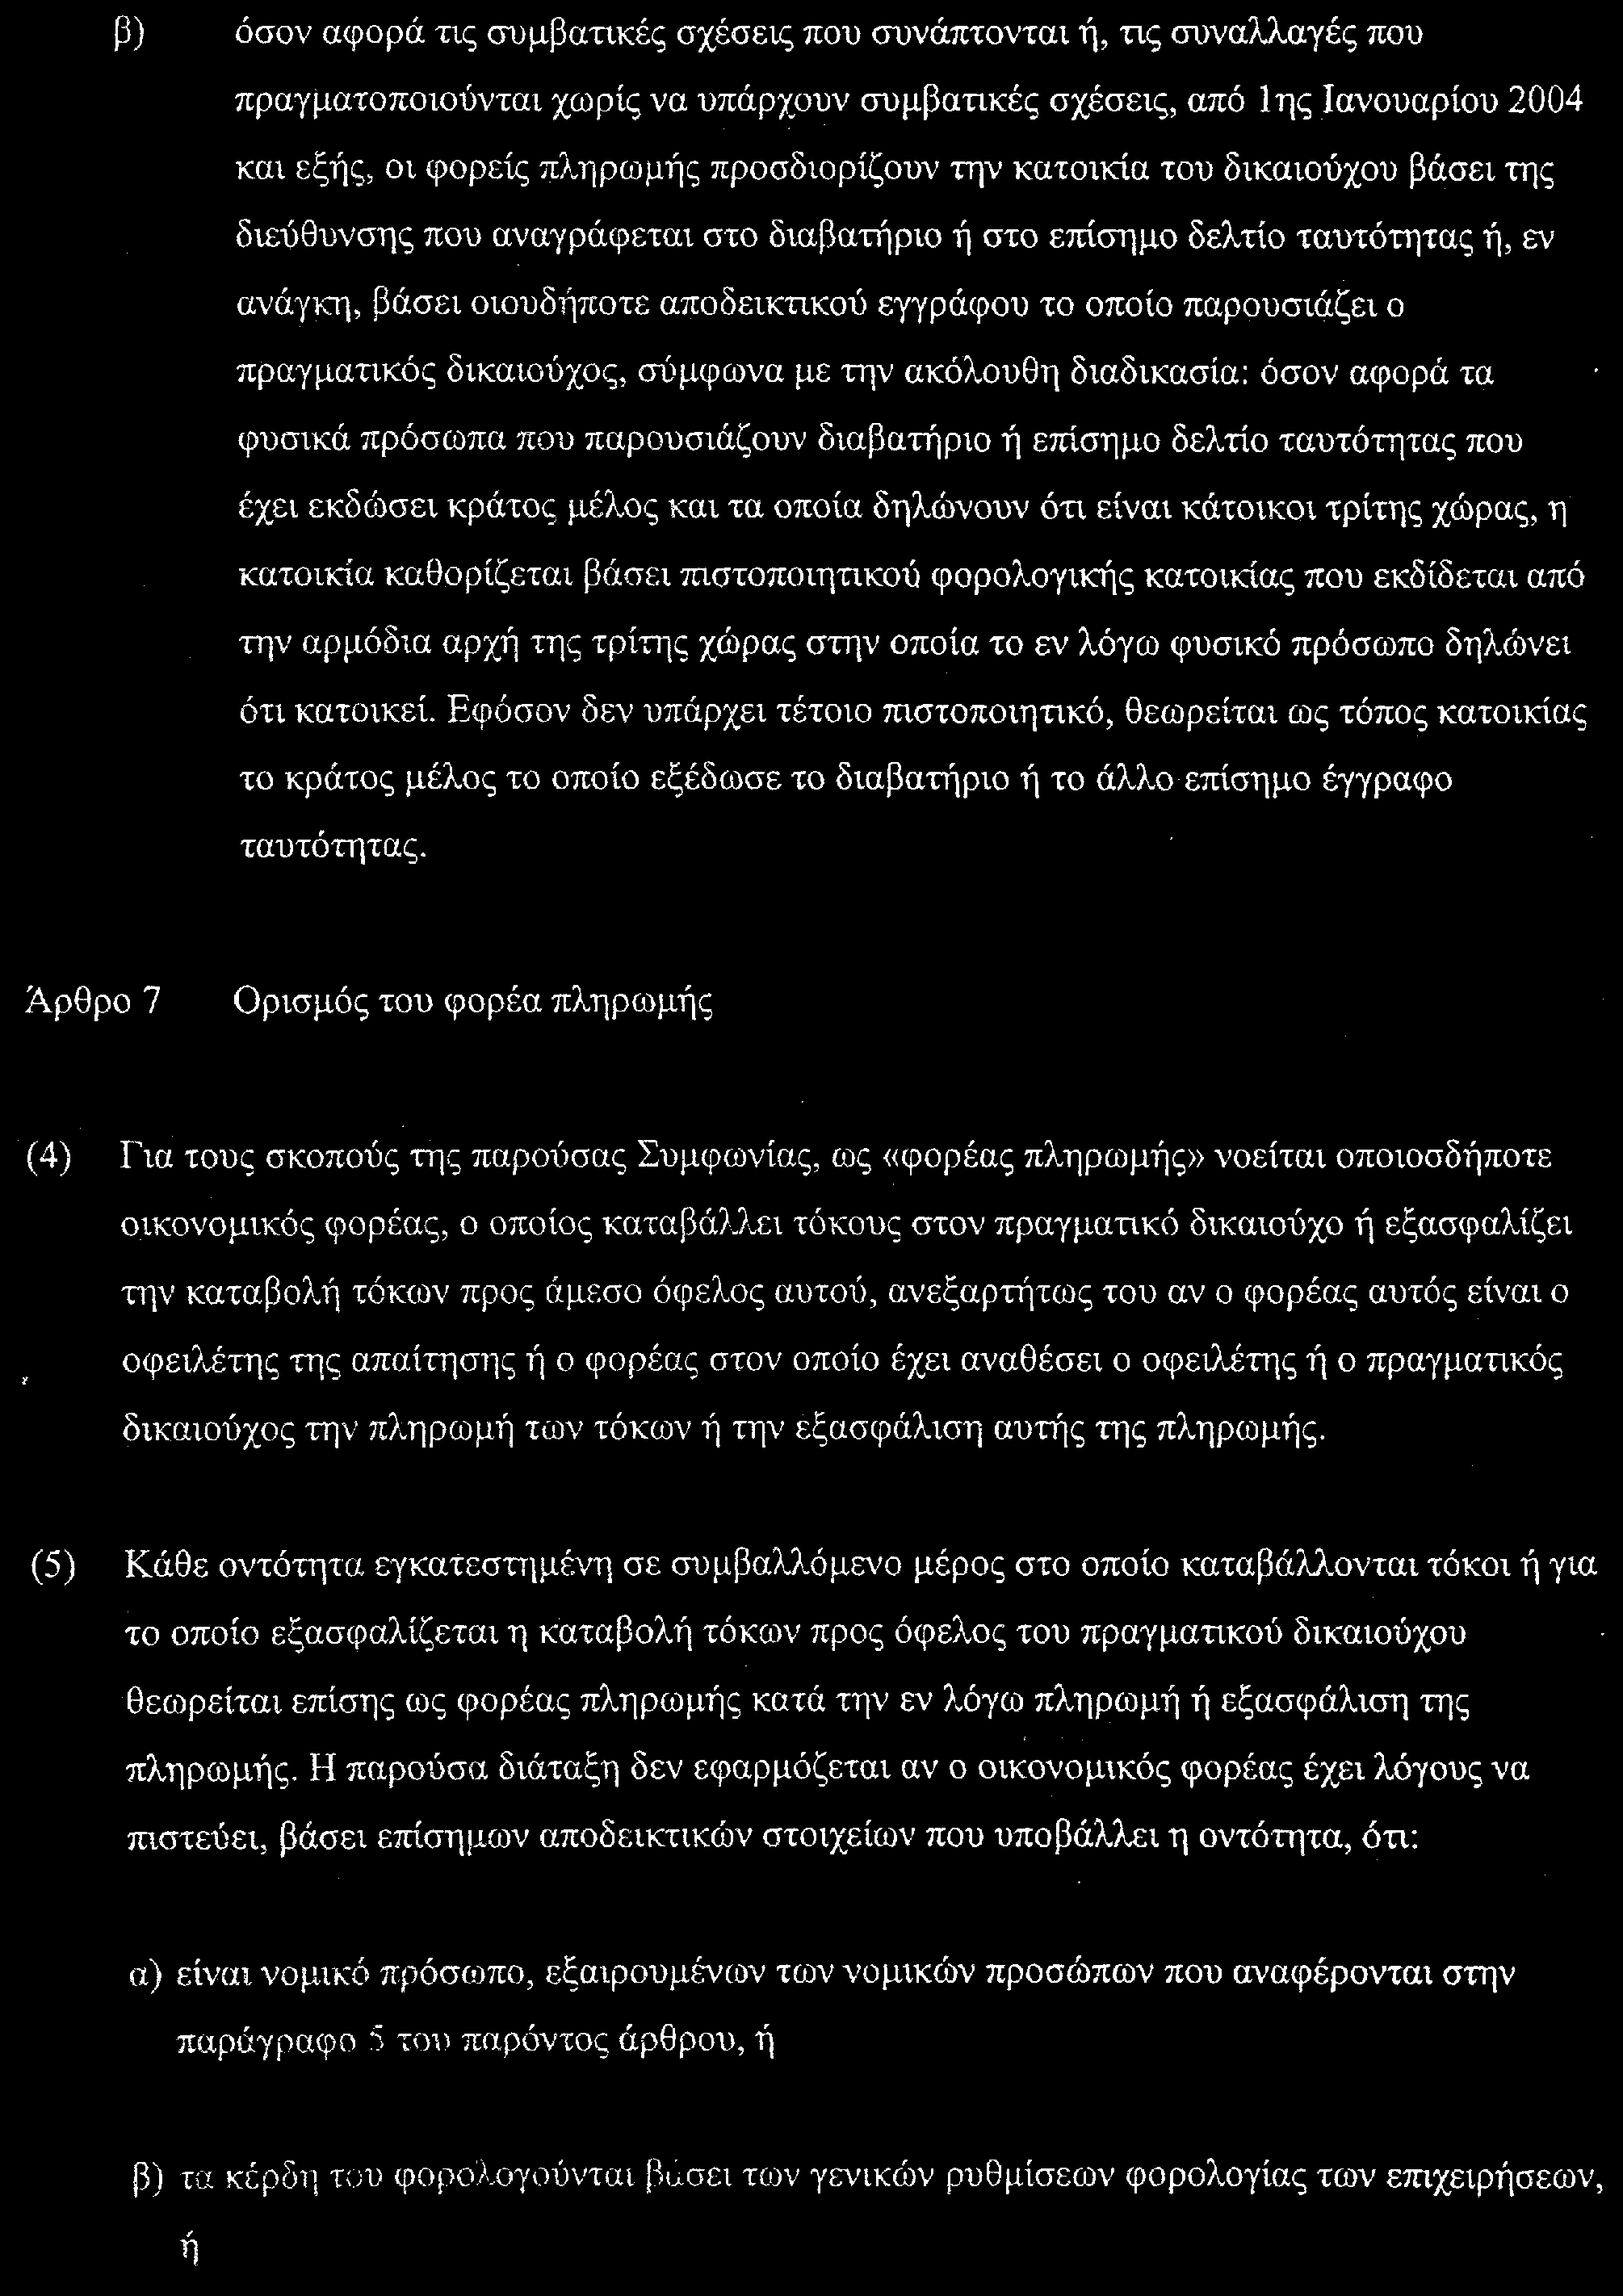 β) όσον αφορά τις συμβατικές σχέσεις που συνάπτονται ή, τις συναλλαγές που
πραγματοποιούνται χωρίς να υπάρχουν συμβατικές σχέσεις, από 1ης Ιανουαρίου 2004
και εξής, οι φορείς πληρωμής προσδιορίζουν την κατοικία του δικαιούχου βάσει της
διεύθυνσης που αναγράφεται στο διαβατήριο ή στο επίσημο δελτίο ταυτότητας ή, εν
ανάγκη, βάσει οιουδήποτε αποδεικτικού εγγράφου το οποίο παρουσιάζει ο
πραγματικός δικαιούχος, σύμφωνα με την ακόλουθη διαδικασία: όσον αφορά τα
φυσικά πρόσωπα που παρουσιάζουν διαβατήριο ή επίσημο δελτίο ταυτότητας που
έχει εκδώσει κράτος μέλος και τα οποία δηλώνουν ότι είναι κάτοικοι τρίτης χώρας, η
κατοικία καθορίζεται βάσει πιστοποιητικού φορολογικής κατοικίας που εκδίδεται από
την αρμόδια αρχή της τρίτης χώρας στην οποία το εν λόγω φυσικό πρόσωπο δηλώνει
ότι κατοικεί. Εφόσον δεν υπάρχει τέτοιο πιστοποιητικό, θεωρείται ως τόπος κατοικίας
το κράτος μέλος το οποίο εξέδωσε το διαβατήριο ή το άλλο επίσημο έγγραφο
ταυτότητας.
Άρθρο 7 Ορισμός του φορέα πληρωμής
(4) Για τους σκοπούς της παρούσας Συμφωνίας, ως «φορέας πληρωμής» νοείται οποιοσδήποτε
οικονομικός φορέας, ο οποίος καταβάλλει τόκους στον πραγματικό δικαιούχο ή εξασφαλίζει
την καταβολή τόκων προς άμεσο όφελος αυτού, ανεξαρτήτως του αν ο φορέας αυτός είναι ο
οφειλέτης της απαίτησης ή ο φορέας στον οποίο έχει αναθέσει ο οφειλέτης ή ο πραγματικός
δικαιούχος την πληρωμή των τόκων ή την εξασφάλιση αυτής της πληρωμής.
(5) Κάθε οντότητα εγκατεστημένη σε συμβαλλόμενο μέρος στο οποίο καταβάλλονται τόκοι ή για
το οποίο εξασφαλίζεται η καταβολή τόκων προς όφελος του πραγματικού δικαιούχου
θεωρείται επίσης ως φορέας πληρωμής κατά την εν λόγω πληρωμή ή εξασφάλιση της
πληρωμής. Η παρούσα διάταξη δεν εφαρμόζεται αν ο οικονομικός φορέας έχει λόγους να
πιστεύει, βάσει επίσημων αποδεικτικών στοιχείων που υποβάλλει η οντότητα, ότι:
α) είναι νομικό πρόσωπο, εξαιρουμένων των νομικών προσώπων που αναφέρονται στην
παράγραφο 5 του παρόντος άρθρου, ή
β) τα κέρδη του φορολογούνται βάσει των γενικών ρυθμίσεων φορολογίας των επιχειρήσεων,
ή